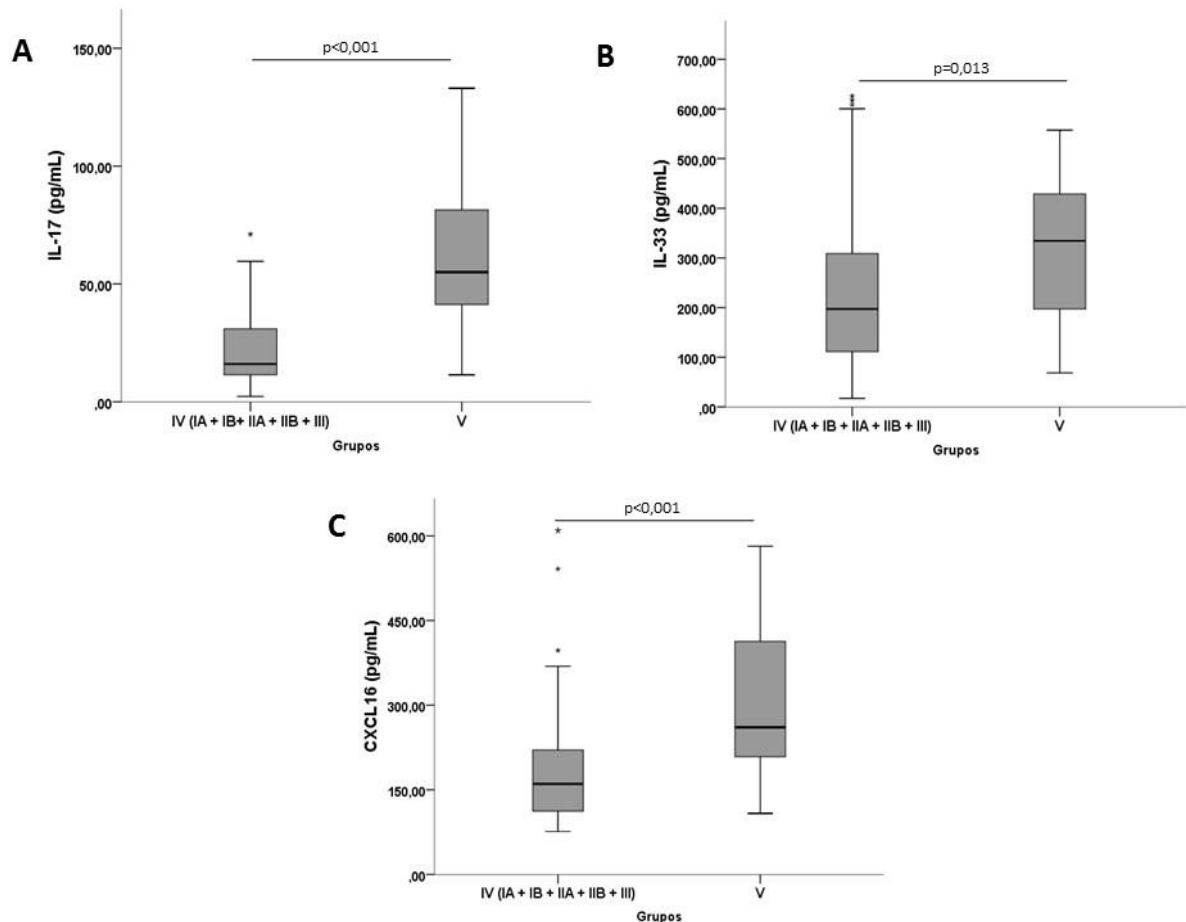 A
p<0,001
150,00
100,00
50,00
,00
IL-17 (pg/mL)
IV (IA + IB+ IIA + IIB + III)
V
Grupos
B
p=0,013
700,00
600,00
500,00
400,00
300,00
200,00
100,00
,00
IL-33 (pg/mL)
IV (IA + IB + IIA + IIB + III)
V
Grupos
C
p<0,001
600,00
450,00
300,00
150,00
,00
CXCL16 (pg/mL)
IV (IA + IB + IIA + IIB + III)
V
Grupos